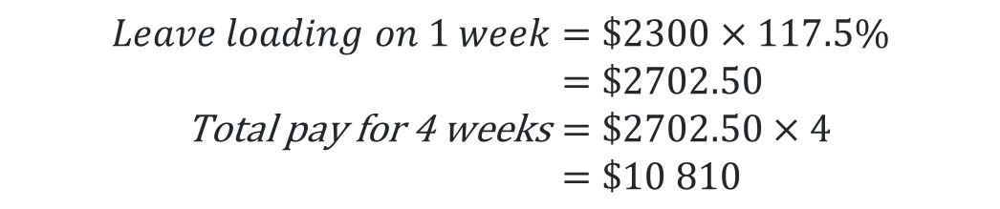 Leave loading on 1 week = $2300 × 117.5%
= $2702.50
Total pay for 4 weeks = $2702.50 × 4
= $10 810